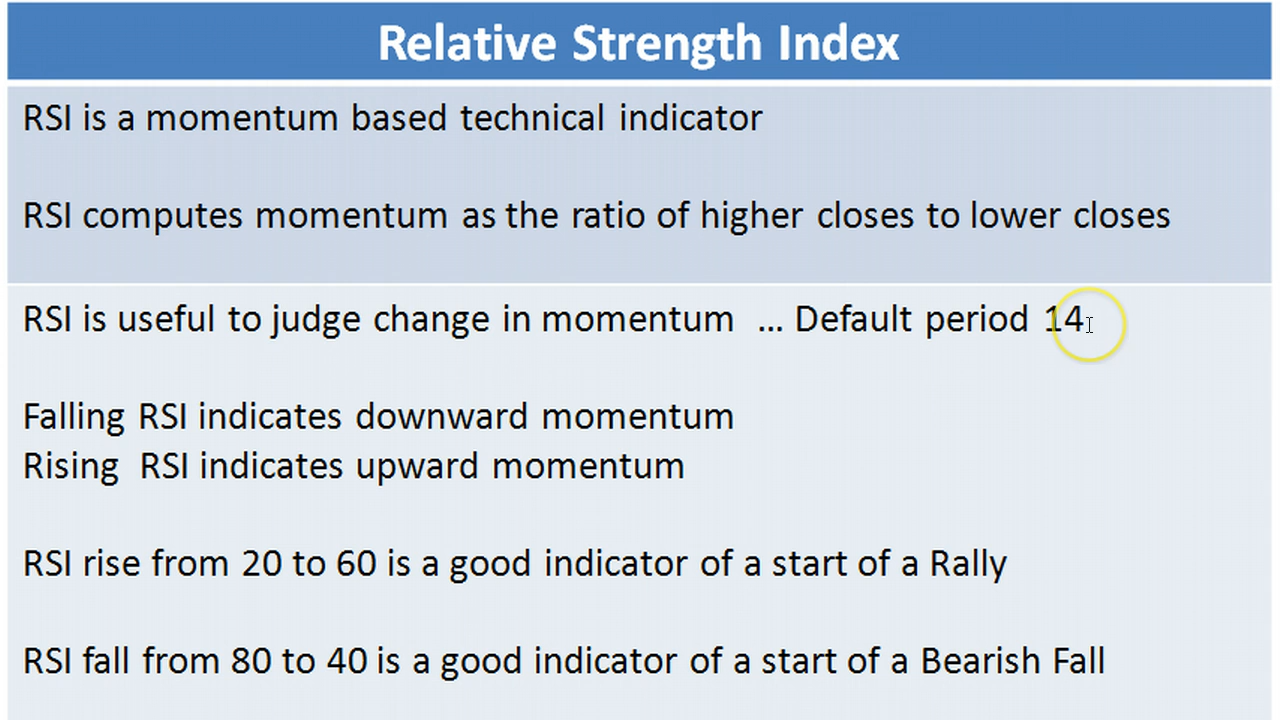 Relative Strength Index
RSI is a momentum based technical indicator
RSI computes momentum as the ratio of higher closes to lower closes
RSI is useful to judge change in momentum ... Default period 14
Falling RSI indicates downward momentum
Rising RSI indicates upward momentum
RSI rise from 20 to 60 is a good indicator of a start of a Rally
RSI fall from 80 to 40 is a good indicator of a start of a Bearish Fall